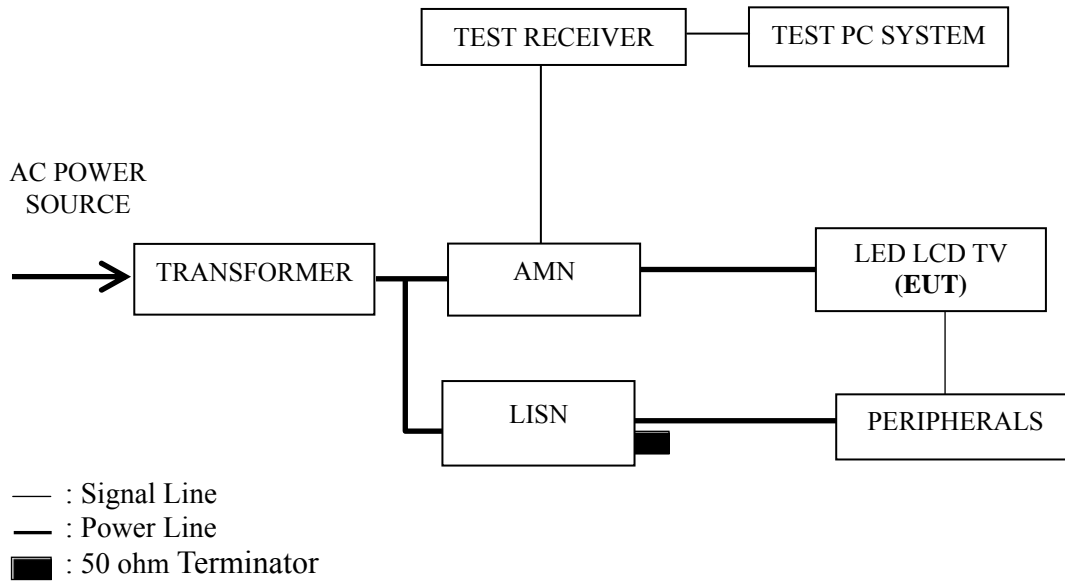 TEST RECEIVER
TEST PC SYSTEM
AC POWER
SOURCE
TRANSFORMER
AMN
LED LCD TV
(EUT)
LISN
PERIPHERALS
: Signal Line
: Power Line
: 50 ohm Terminator